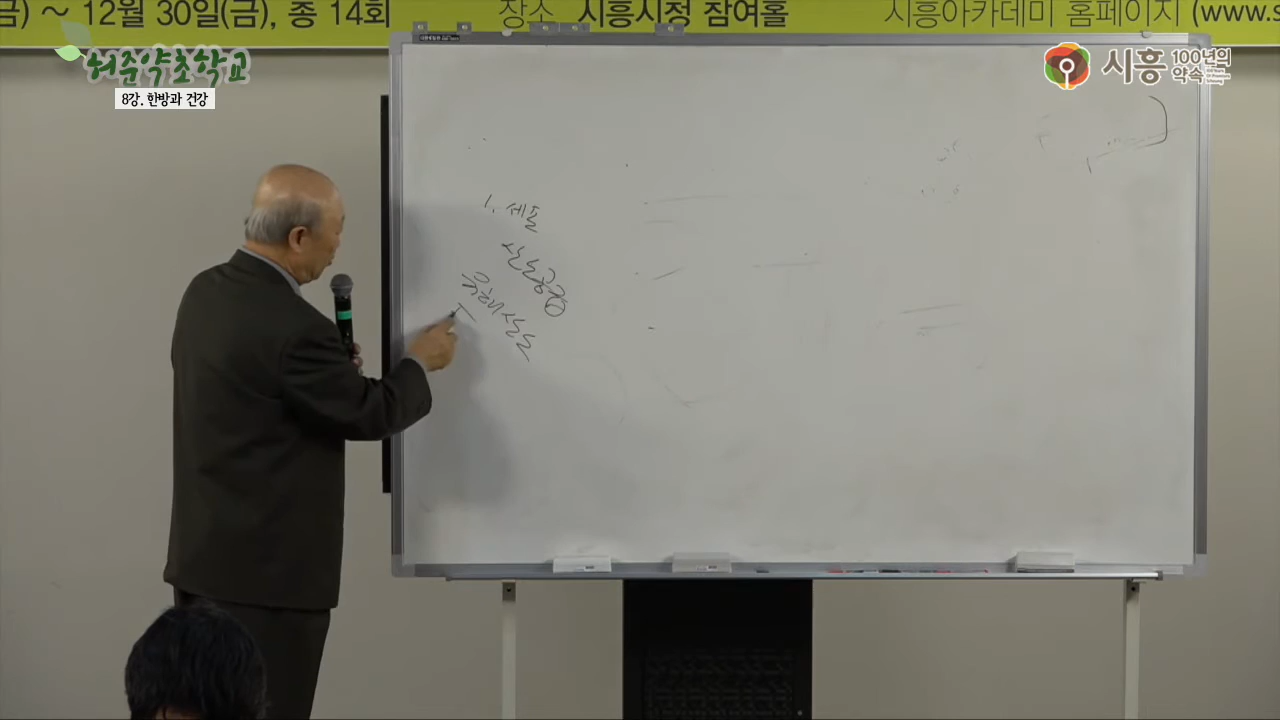 금) ~ 12월 30일(금), 총 14회 장소 시흥시청 참여홀 시흥아카데미 홈페이지 (www.s
허준약초학교
8강. 한방과 건강
시흥 100년의 약속
1. 세포
산소공급
유해산소